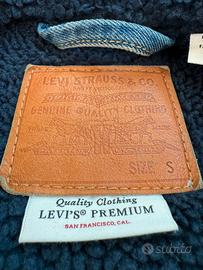 LEVI STRAUSS & CO.
GENUINE QUALITY CLOTHING
SIZE S
Quality Clothing
LEVI'S® PREMIUM
SAN FRANCISCO, CAL.
subito